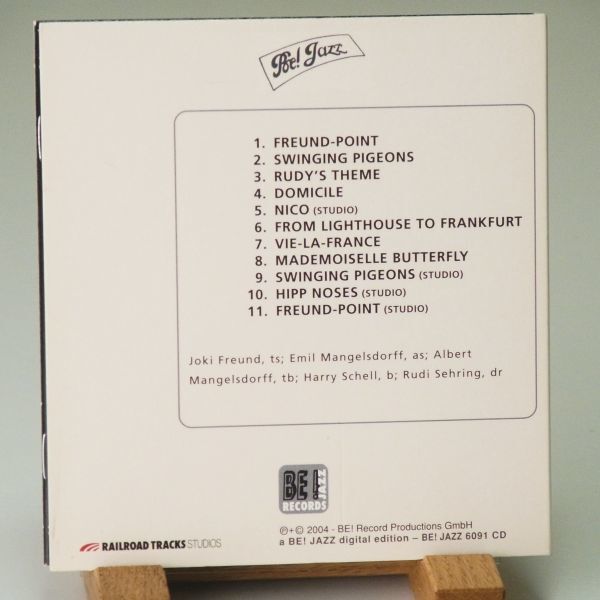 Be! Jazz
1. FREUND-POINT
2. SWINGING PIGEONS
3. RUDY'S THEME
4. DOMICILE
5. NICO (STUDIO)
6. FROM LIGHTHOUSE TO FRANKFURT
7. VIE-LA-FRANCE
8. MADEMOISELLE BUTTERFLY
9. SWINGING PIGEONS (STUDIO)
10. HIPP NOSES (STUDIO)
11. FREUND-POINT (STUDIO)
Joki Freund, ts; Emil Mangelsdorff, as; Albert
Mangelsdorff, tb; Harry Schell, b; Rudi Sehring, dr
BE! JAZZ
RECORDS
℗+© 2004 - BE! Record Productions GmbH
a BE! JAZZ digital edition – BE! JAZZ 6091 CD
RAILROAD TRACKS STUDIOS